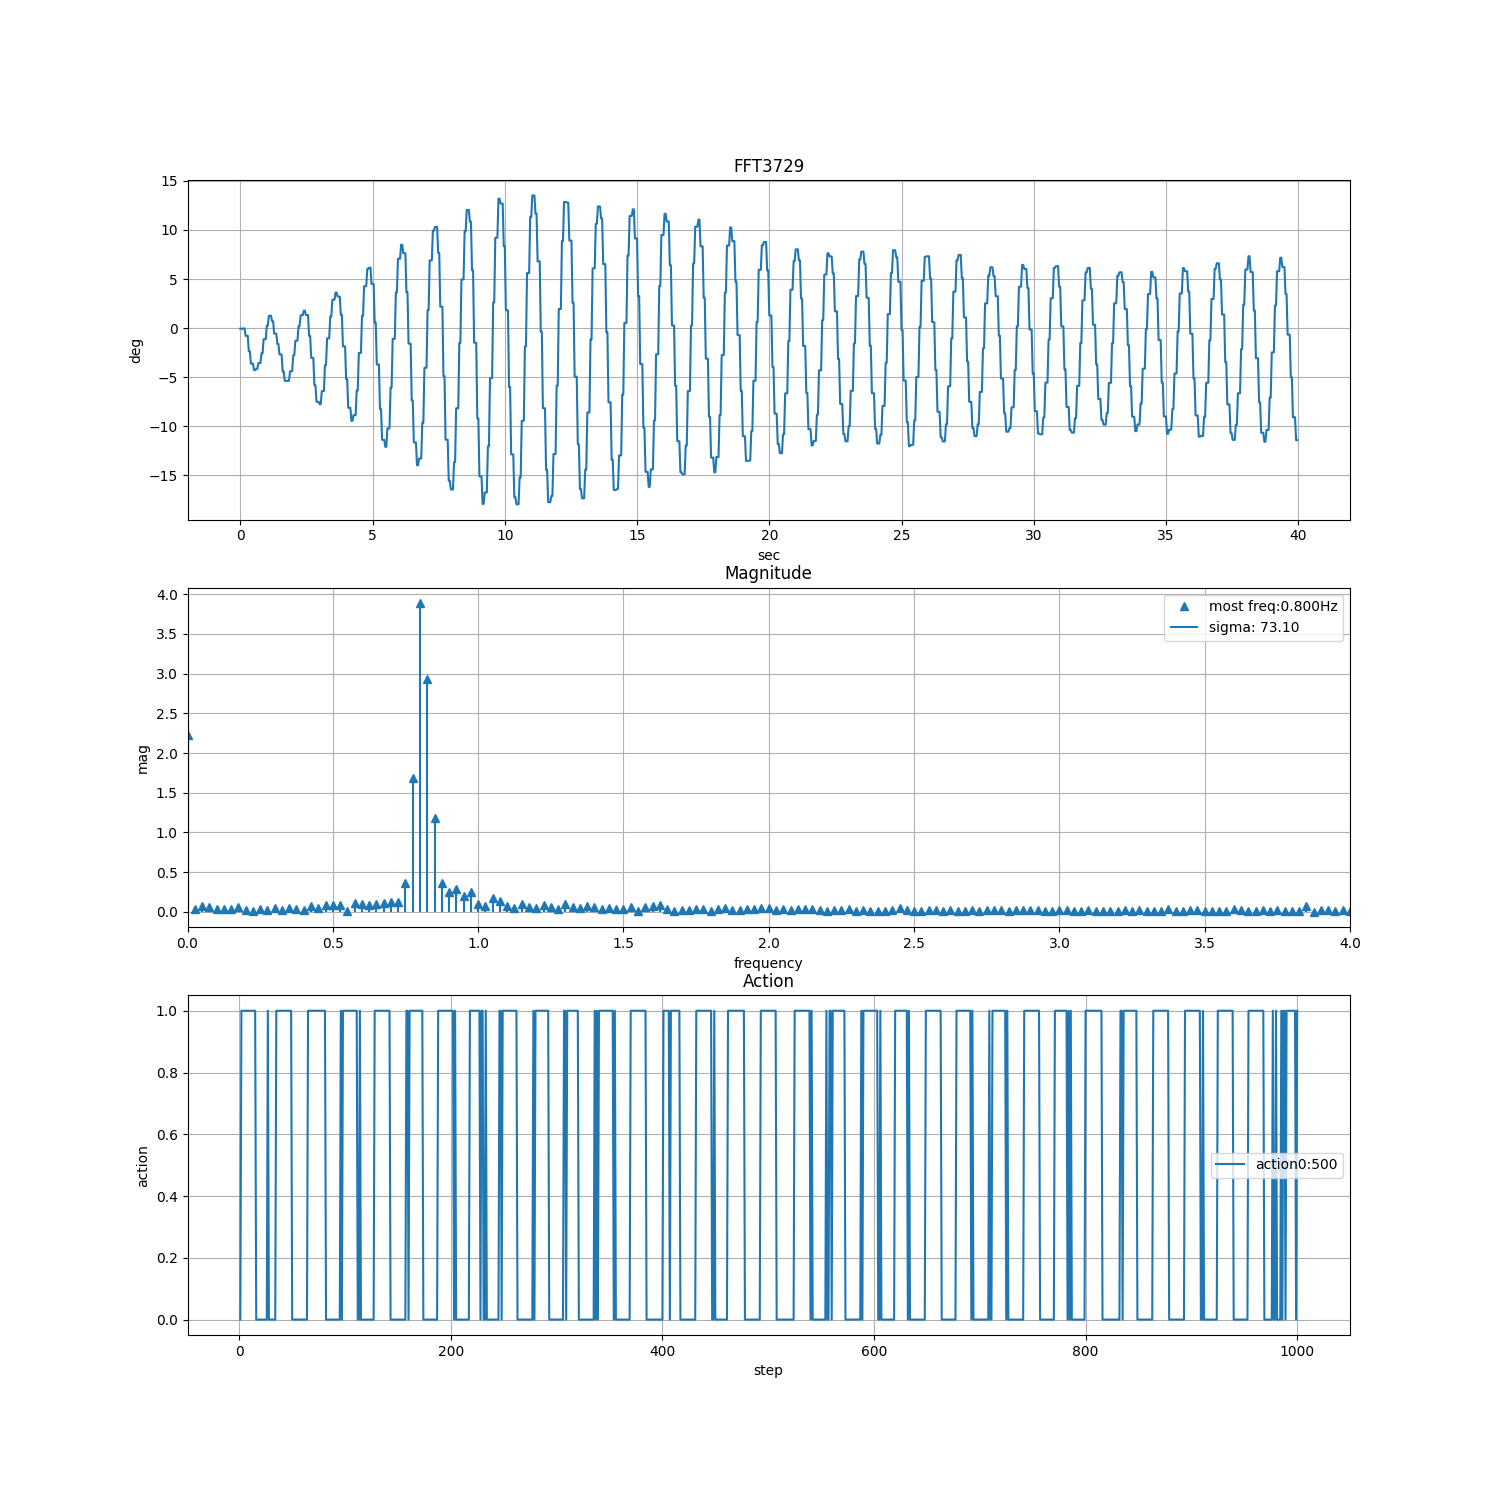 FFT3729
15
10
5
0
−5
−10
−15
deg
0 5 10 15 20 25 30 35 40
sec
Magnitude
4.0
3.5
3.0
2.5
2.0
1.5
1.0
0.5
0.0
mag
most freq:0.800Hz
sigma: 73.10
0.0 0.5 1.0 1.5 2.0 2.5 3.0 3.5 4.0
frequency
Action
1.0
0.8
0.6
0.4
0.2
0.0
action
action0:500
0 200 400 600 800 1000
step